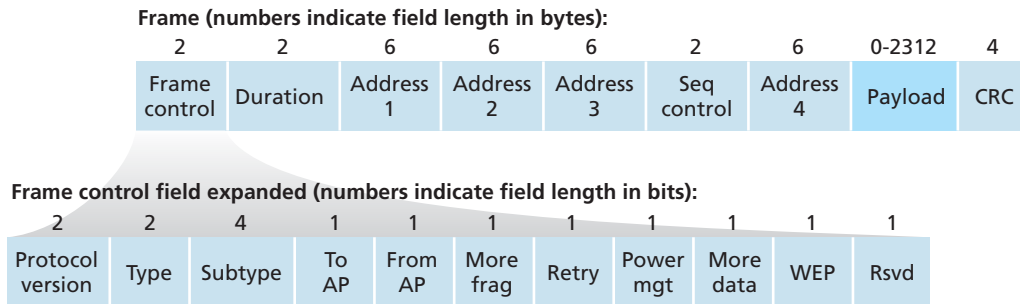 Frame (numbers indicate field length in bytes):
2 2 6 6 6 2 6 0-2312 4
Frame control Duration Address 1 Address 2 Address 3 Seq control Address 4 Payload CRC
Frame control field expanded (numbers indicate field length in bits):
2 2 4 1 1 1 1 1 1 1 1
Protocol version Type Subtype To AP From AP More frag Retry Power mgt More data WEP Rsvd